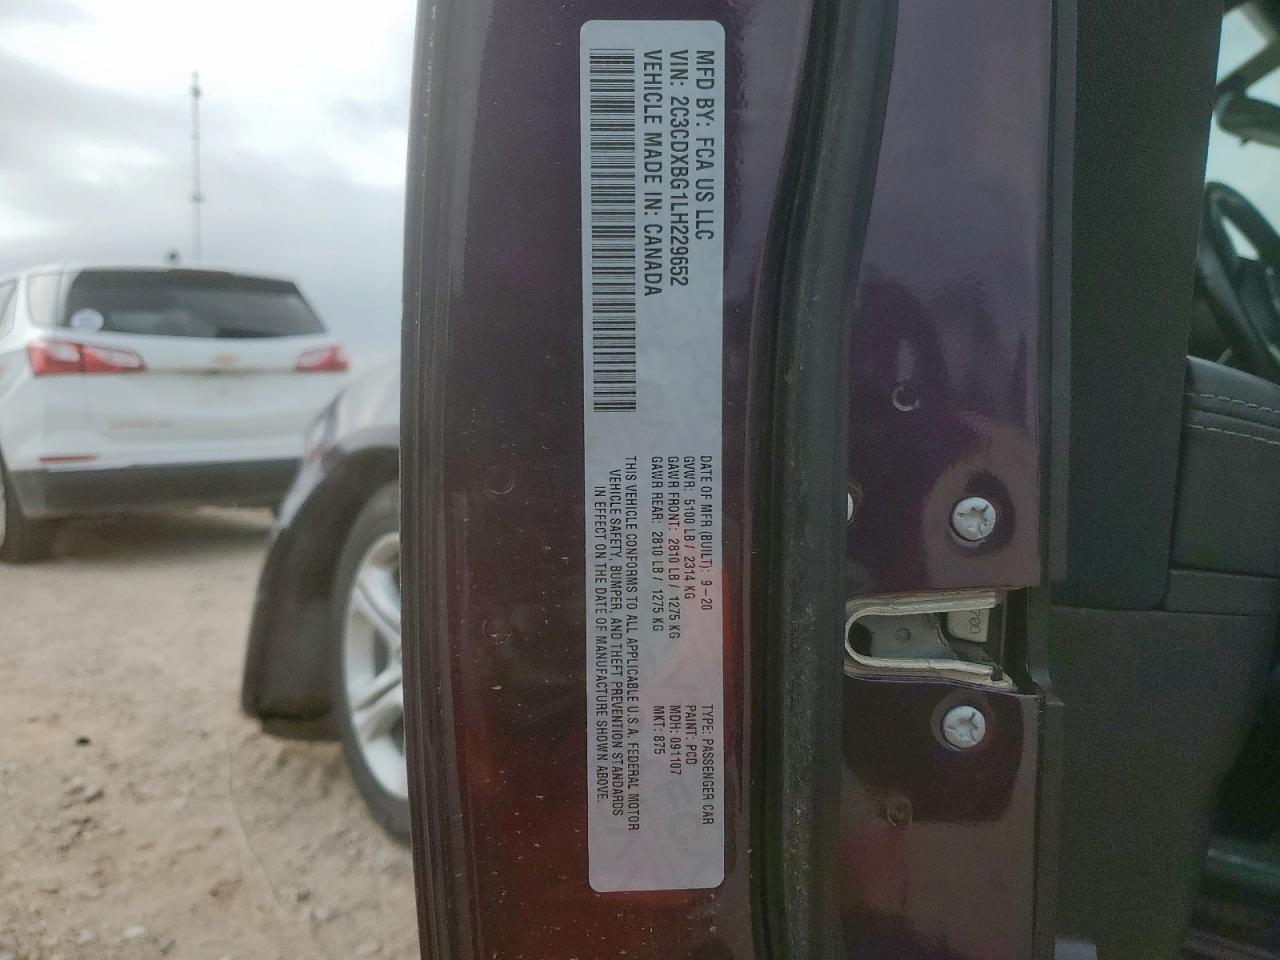 MFD BY: FCA US LLC
VIN: 2C3CDXBG1LH229652
VEHICLE MADE IN: CANADA
DATE OF MFR (BUILT): 9-20
GVWR: 5100 LB / 2314 KG
GAWR FRONT: 2810 LB / 1275 KG
GAWR REAR: 2810 LB / 1275 KG
THIS VEHICLE CONFORMS TO ALL APPLICABLE U.S.A. FEDERAL MOTOR
VEHICLE SAFETY, BUMPER, AND THEFT PREVENTION STANDARDS
IN EFFECT ON THE DATE OF MANUFACTURE SHOWN ABOVE.
TYPE: PASSENGER CAR
PAINT: PCD
MDH: 091107
MKT: 875